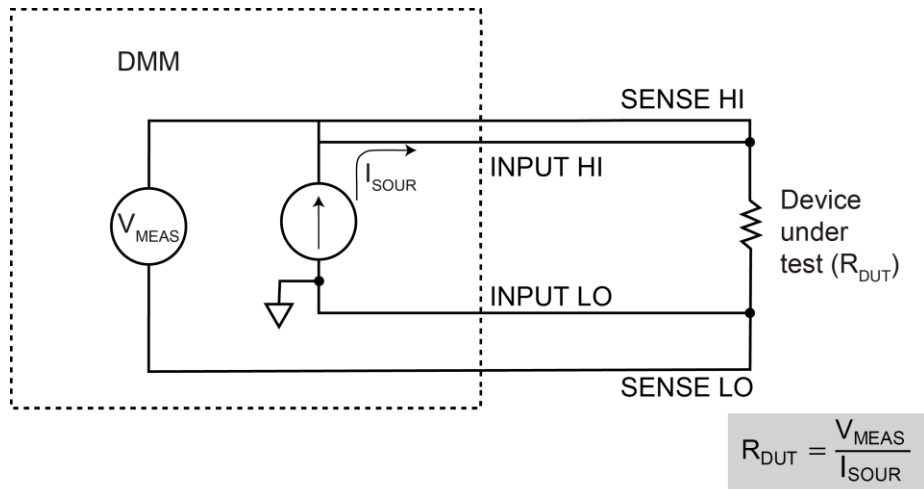 DMM
SENSE HI
INPUT HI
I_SOUR
V_MEAS
Device
under
test (R_DUT)
INPUT LO
SENSE LO
R_DUT = V_MEAS / I_SOUR